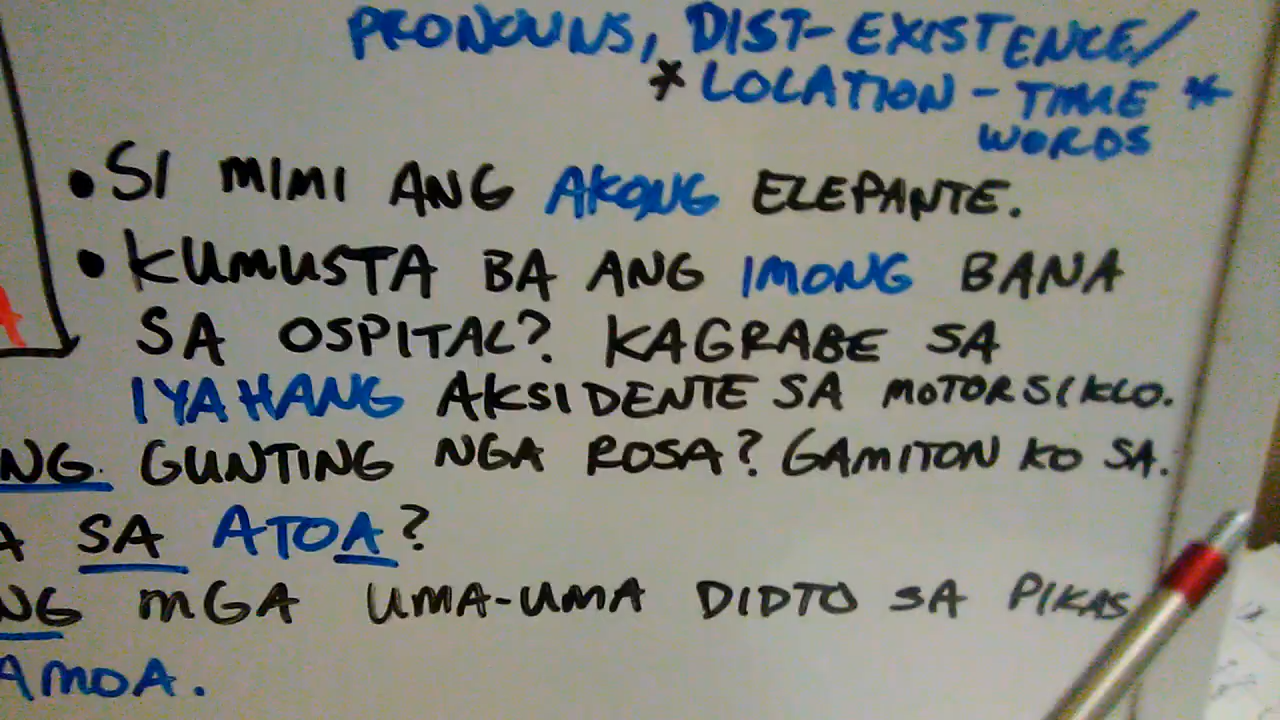 PRONOUNS, DIST-EXISTENCE/
* LOCATION - TIME *
WORDS
• SI MIMI ANG AKONG ELEPANTE.
• KUMUSTA BA ANG IMONG BANA
SA OSPITAL? KAGRABE SA
IYAHANG AKSIDENTE SA MOTORSIKLO.
NG GUNTING NGA ROSA? GAMITON KO SA.
A SA ATOA?
NG MGA UMA-UMA DIDTO SA PIKAS
AMOA.